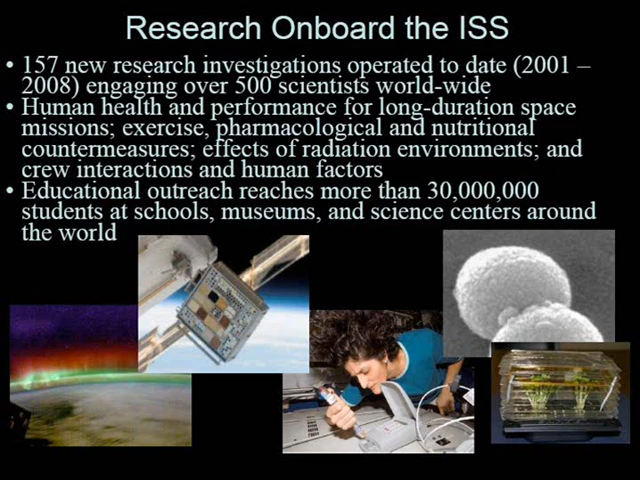 Research Onboard the ISS
• 157 new research investigations operated to date (2001 –
2008) engaging over 500 scientists world-wide
• Human health and performance for long-duration space
missions; exercise, pharmacological and nutritional
countermeasures; effects of radiation environments; and
crew interactions and human factors
• Educational outreach reaches more than 30,000,000
students at schools, museums, and science centers around
the world